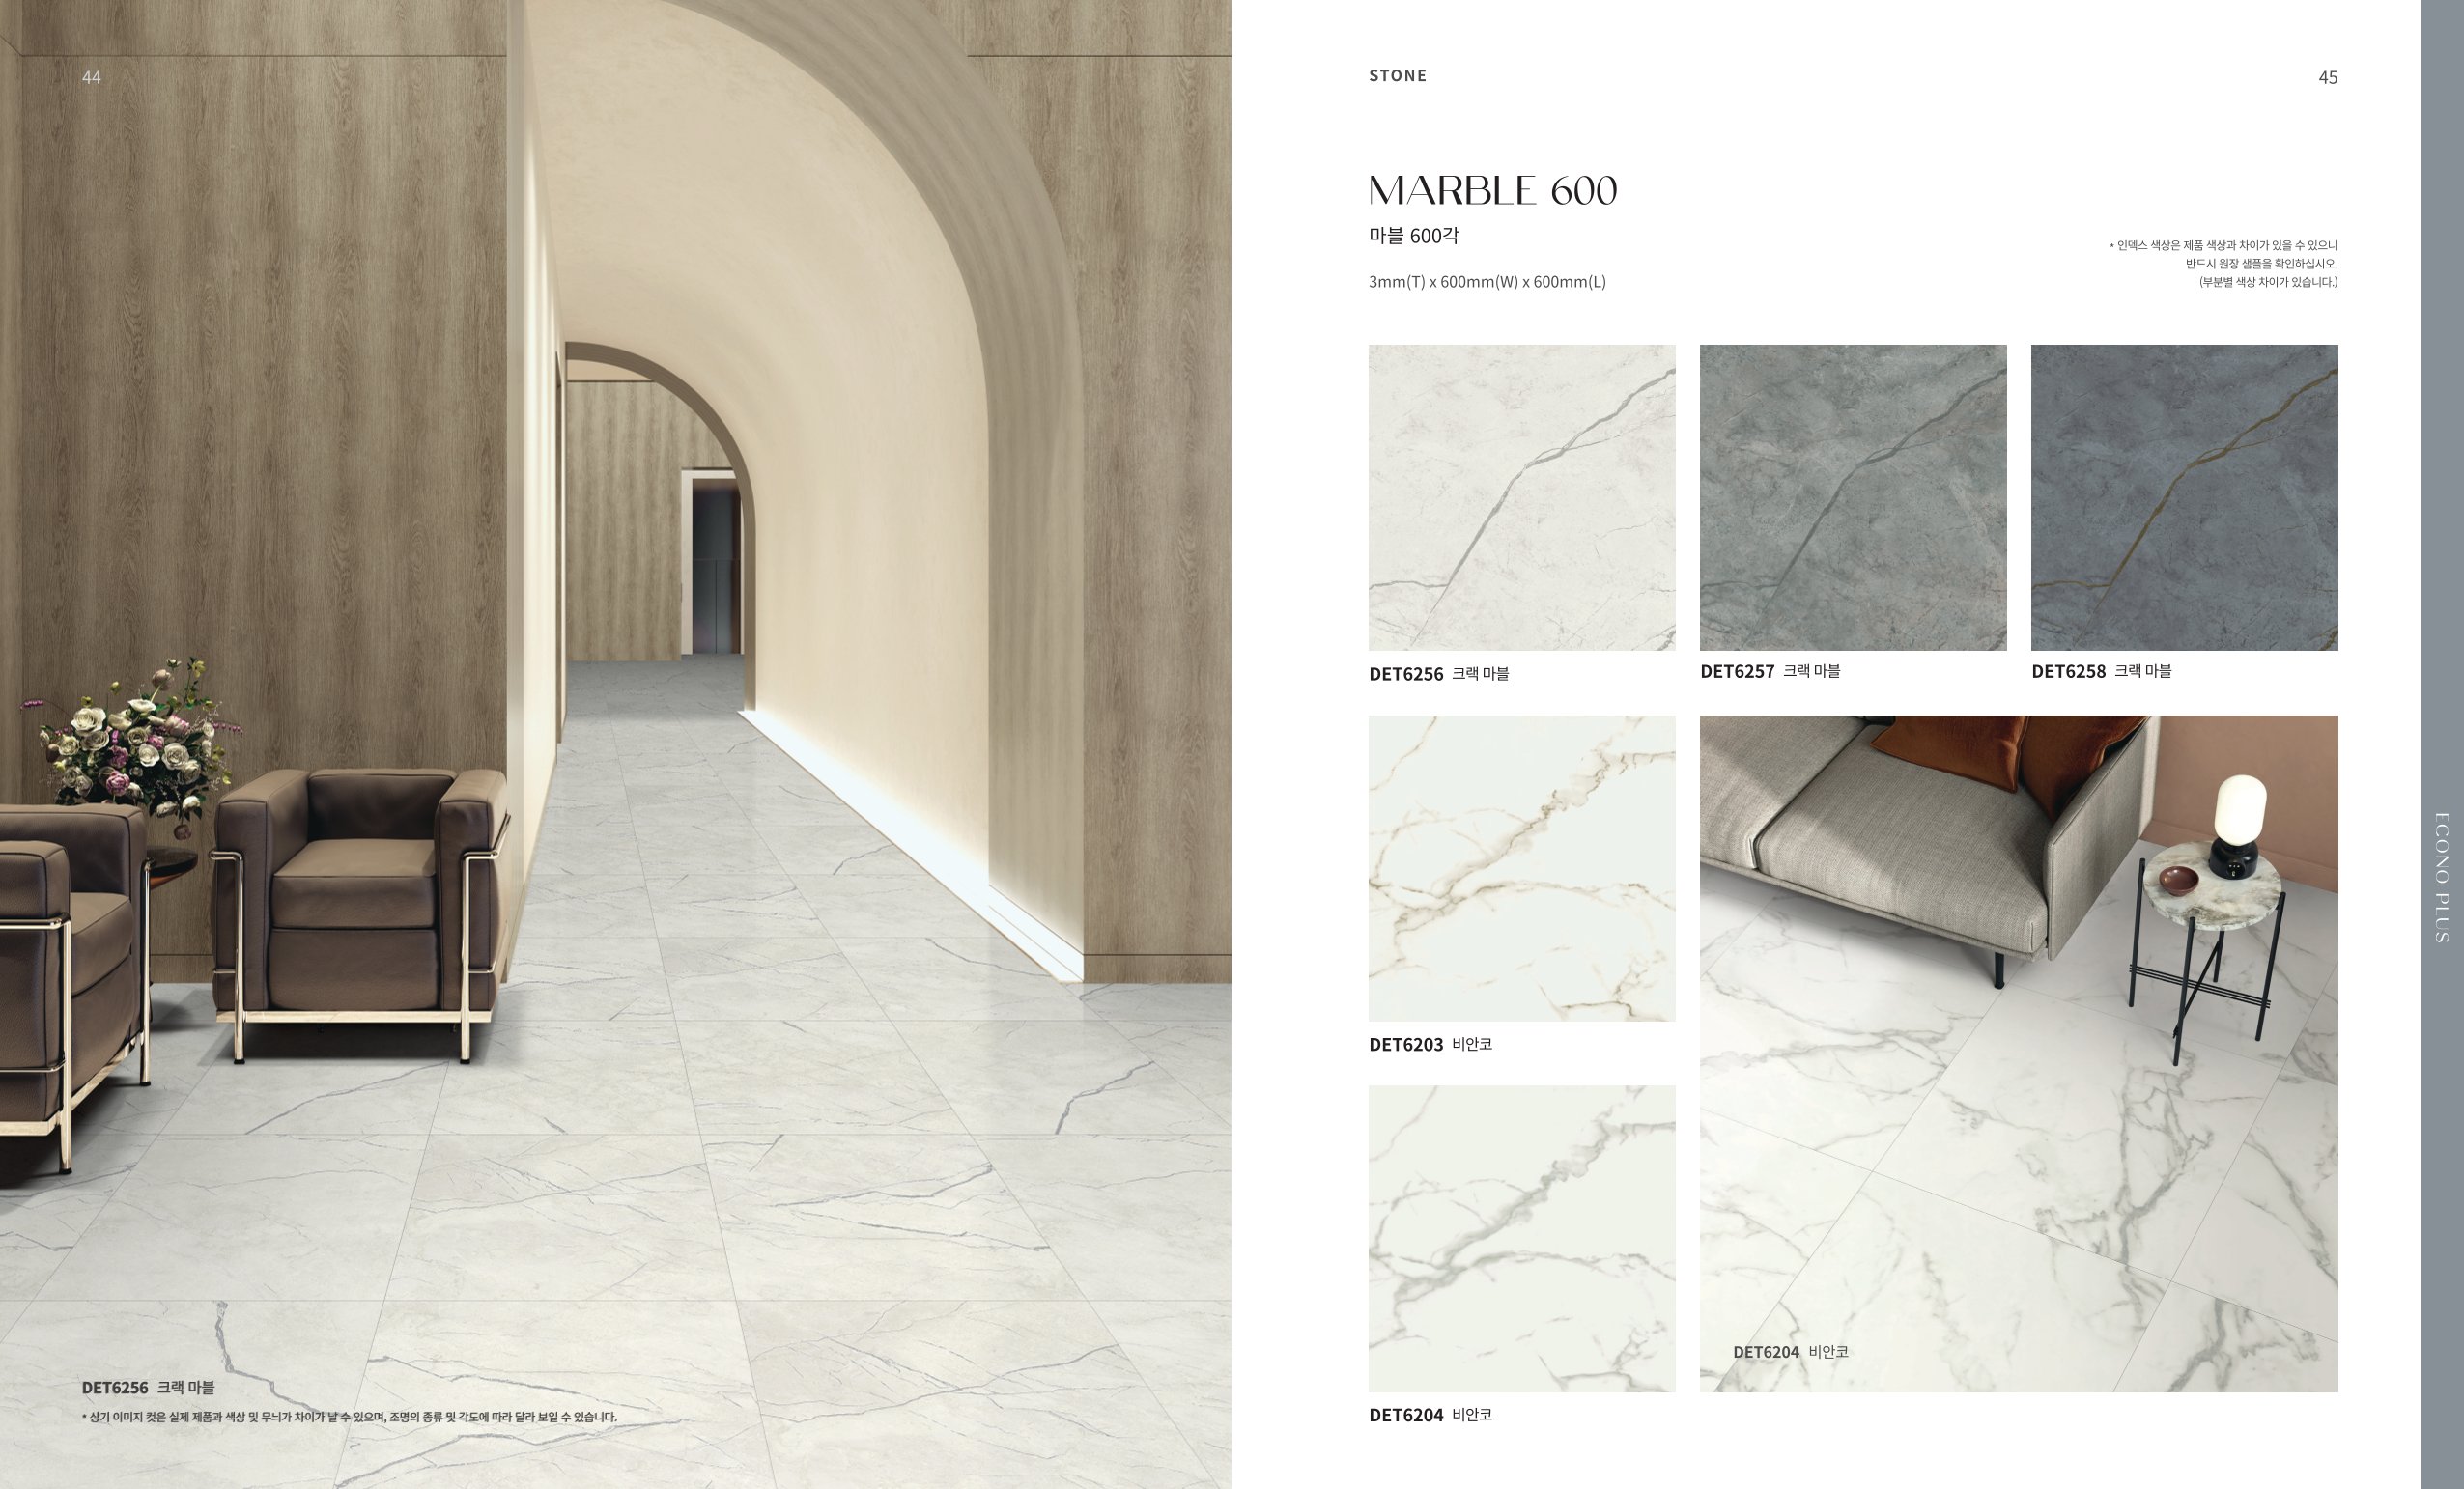 44
DET6256 크랙 마블
* 상기 이미지 컷은 실제 제품과 색상 및 무늬가 차이가 날 수 있으며, 조명의 종류 및 각도에 따라 달라 보일 수 있습니다.
STONE
45
MARBLE 600
마블 600각
3mm(T) x 600mm(W) x 600mm(L)
* 인덱스 색상은 제품 색상과 차이가 있을 수 있으니
반드시 원장 샘플을 확인하십시오.
(부분별 색상 차이가 있습니다.)
DET6256 크랙 마블
DET6257 크랙 마블
DET6258 크랙 마블
DET6203 비안코
DET6204 비안코
DET6204 비안코
ECONO PLUS